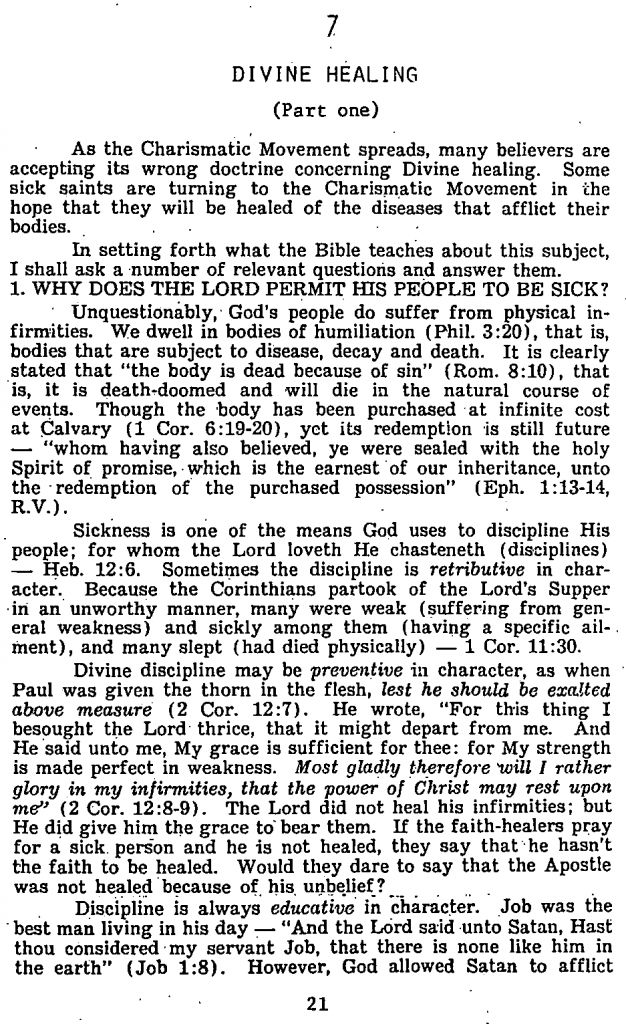 7
DIVINE HEALING
(Part one)
As the Charismatic Movement spreads, many believers are
accepting its wrong doctrine concerning Divine healing. Some
sick saints are turning to the Charismatic Movement in the
hope that they will be healed of the diseases that afflict their
bodies.
In setting forth what the Bible teaches about this subject,
I shall ask a number of relevant questions and answer them.
1. WHY DOES THE LORD PERMIT HIS PEOPLE TO BE SICK?
Unquestionably, God's people do suffer from physical in-
firmities. We dwell in bodies of humiliation (Phil. 3:20), that is,
bodies that are subject to disease, decay and death. It is clearly
stated that "the body is dead because of sin" (Rom. 8:10), that
is, it is death-doomed and will die in the natural course of
events. Though the body has been purchased at infinite cost
at Calvary (1 Cor. 6:19-20), yet its redemption is still future
— "whom having also believed, ye were sealed with the holy
Spirit of promise, which is the earnest of our inheritance, unto
the redemption of the purchased possession" (Eph. 1:13-14,
R.V.).
Sickness is one of the means God uses to discipline His
people; for whom the Lord loveth He chasteneth (disciplines)
— Heb. 12:6. Sometimes the discipline is retributive in char-
acter. Because the Corinthians partook of the Lord's Supper
in an unworthy manner, many were weak (suffering from gen-
eral weakness) and sickly among them (having a specific ail-
ment), and many slept (had died physically) — 1 Cor. 11:30.
Divine discipline may be preventive in character, as when
Paul was given the thorn in the flesh, lest he should be exalted
above measure (2 Cor. 12:7). He wrote, "For this thing I
besought the Lord thrice, that it might depart from me. And
He said unto me, My grace is sufficient for thee: for My strength
is made perfect in weakness. Most gladly therefore will I rather
glory in my infirmities, that the power of Christ may rest upon
me" (2 Cor. 12:8-9). The Lord did not heal his infirmities; but
He did give him the grace to bear them. If the faith-healers pray
for a sick person and he is not healed, they say that he hasn't
the faith to be healed. Would they dare to say that the Apostle
was not healed because of his unbelief?
Discipline is always educative in character. Job was the
best man living in his day — "And the Lord said unto Satan, Hast
thou considered my servant Job, that there is none like him in
the earth" (Job 1:8). However, God allowed Satan to afflict
21